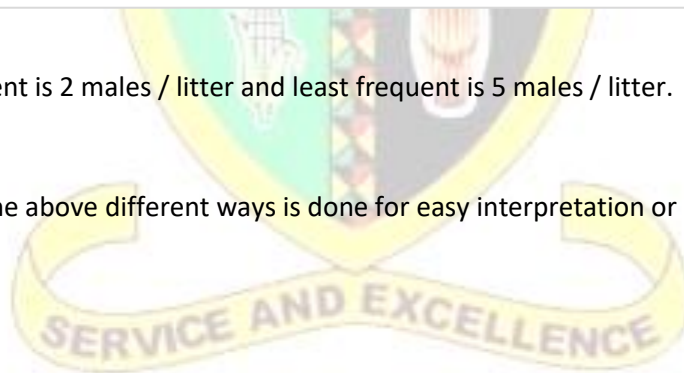 ent is 2 males / litter and least frequent is 5 males / litter.
he above different ways is done for easy interpretation or
SERVICE AND EXCELLENCE